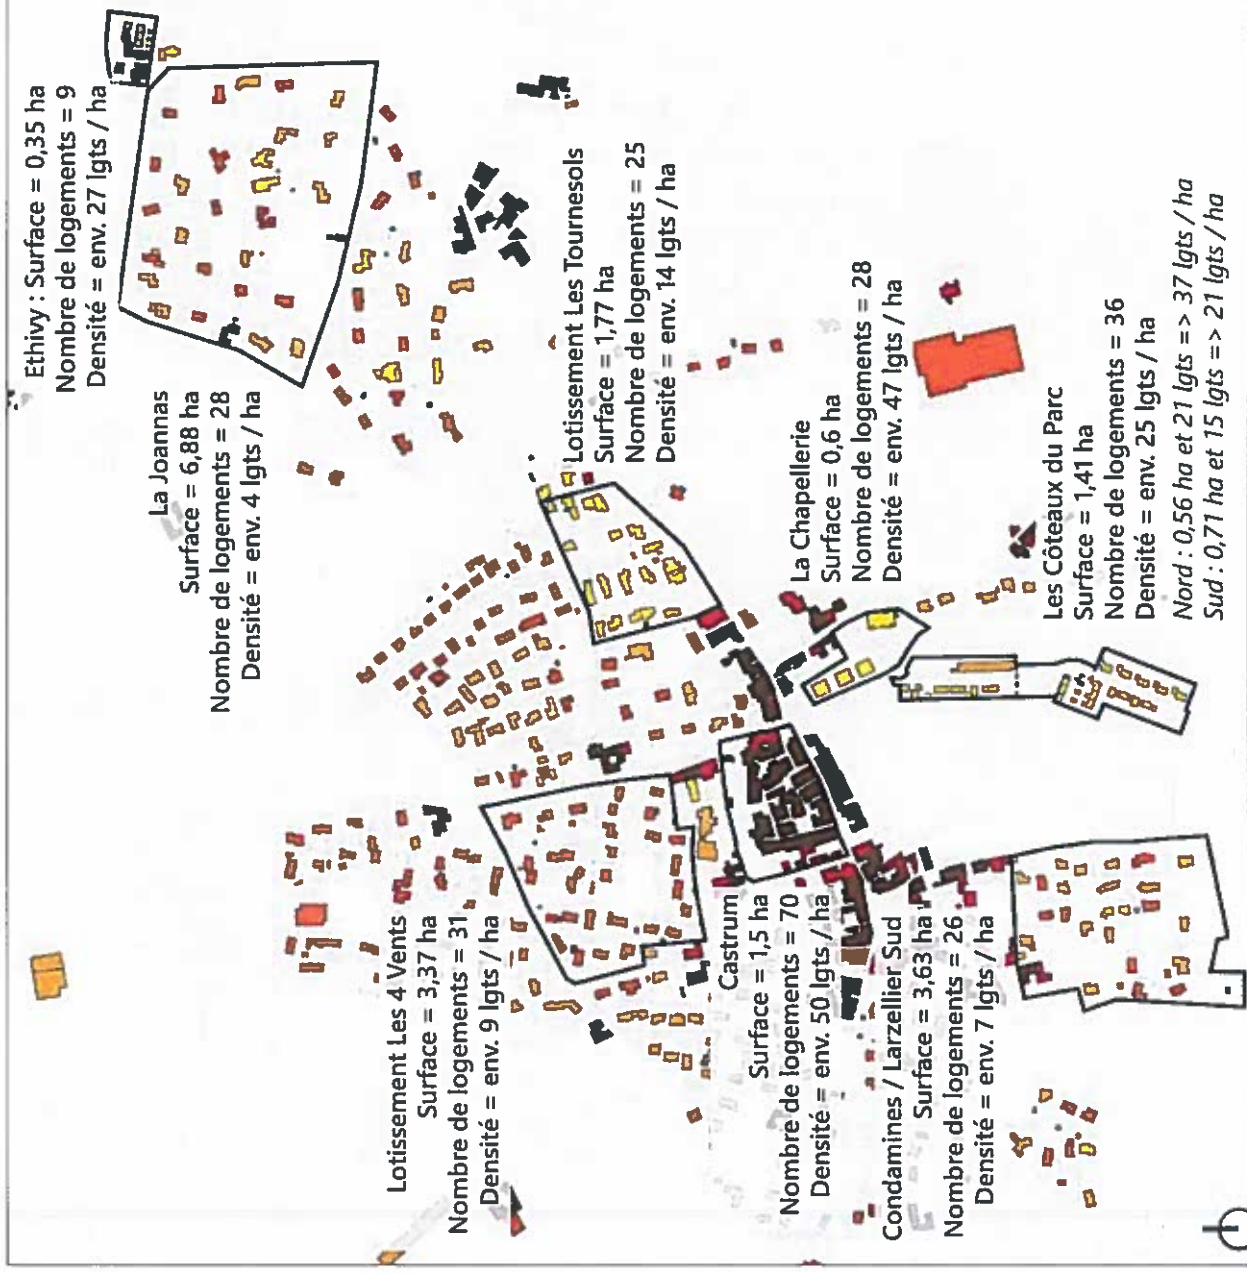 Ethivy : Surface = 0,35 ha
Nombre de logements = 9
Densité = env. 27 lgts / ha
La Joannas
Surface = 6,88 ha
Nombre de logements = 28
Densité = env. 4 lgts / ha
Lotissement Les 4 Vents
Surface = 3,37 ha
Nombre de logements = 31
Densité = env. 9 lgts / ha
Lotissement Les Tournesols
Surface = 1,77 ha
Nombre de logements = 25
Densité = env. 14 lgts / ha
Castrum
Surface = 1,5 ha
Nombre de logements = 70
Densité = env. 50 lgts / ha
La Chapellerie
Surface = 0,6 ha
Nombre de logements = 28
Densité = env. 47 lgts / ha
Condamines / Larzellier Sud
Surface = 3,63 ha
Nombre de logements = 26
Densité = env. 7 lgts / ha
Les Côteaux du Parc
Surface = 1,41 ha
Nombre de logements = 36
Densité = env. 25 lgts / ha
Nord : 0,56 ha et 21 lgts => 37 lgts / ha
Sud : 0,71 ha et 15 lgts => 21 lgts / ha